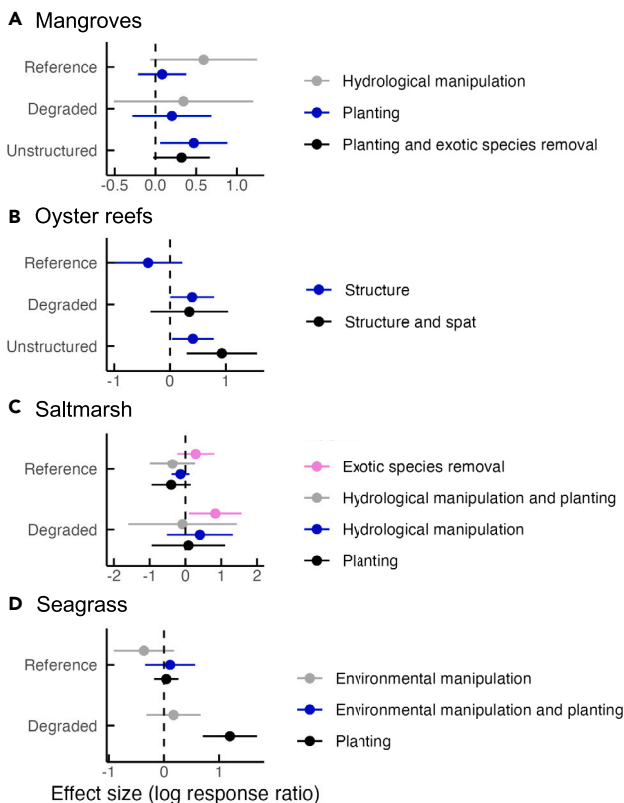 A Mangroves
Reference
Degraded
Unstructured
-0.5 0.0 0.5 1.0
Hydrological manipulation
Planting
Planting and exotic species removal
B Oyster reefs
Reference
Degraded
Unstructured
-1 0 1
Structure
Structure and spat
C Saltmarsh
Reference
Degraded
-2 -1 0 1 2
Exotic species removal
Hydrological manipulation and planting
Hydrological manipulation
Planting
D Seagrass
Reference
Degraded
-1 0 1
Environmental manipulation
Environmental manipulation and planting
Planting
Effect size (log response ratio)